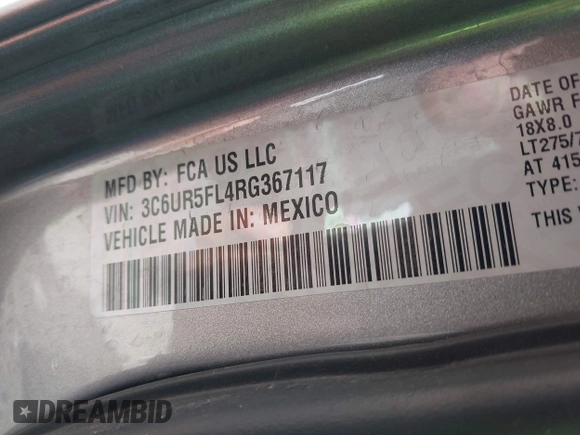 MFD BY: FCA US LLC
VIN: 3C6UR5FL4RG367117
VEHICLE MADE IN: MEXICO
DATE OF
GAWR F
18X8.0
LT275/
AT 415
TYPE:
THIS
DREAMBID